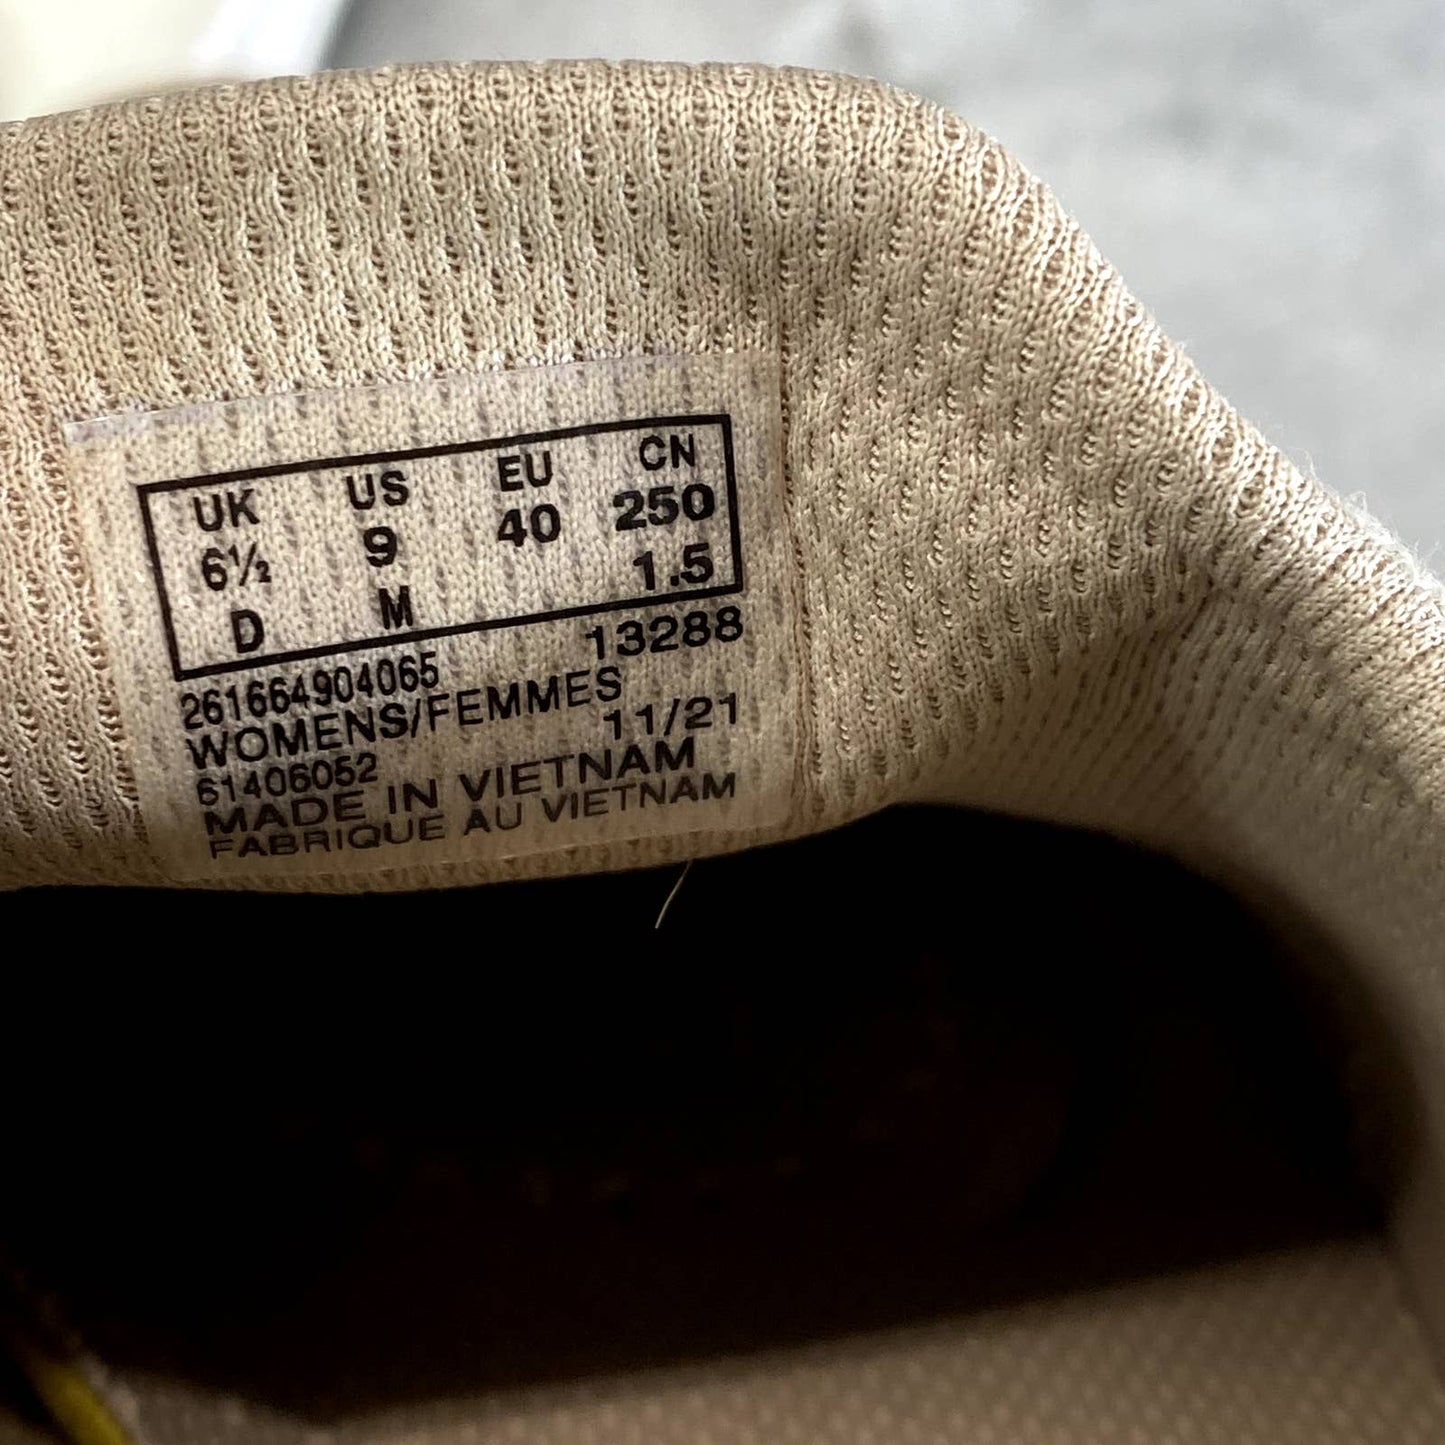 UK US EU CN
6½ 9 40 250
D M 1.5
261664904065 13288
WOMENS/FEMMES
61406052 11/21
MADE IN VIETNAM
FABRIQUE AU VIETNAM